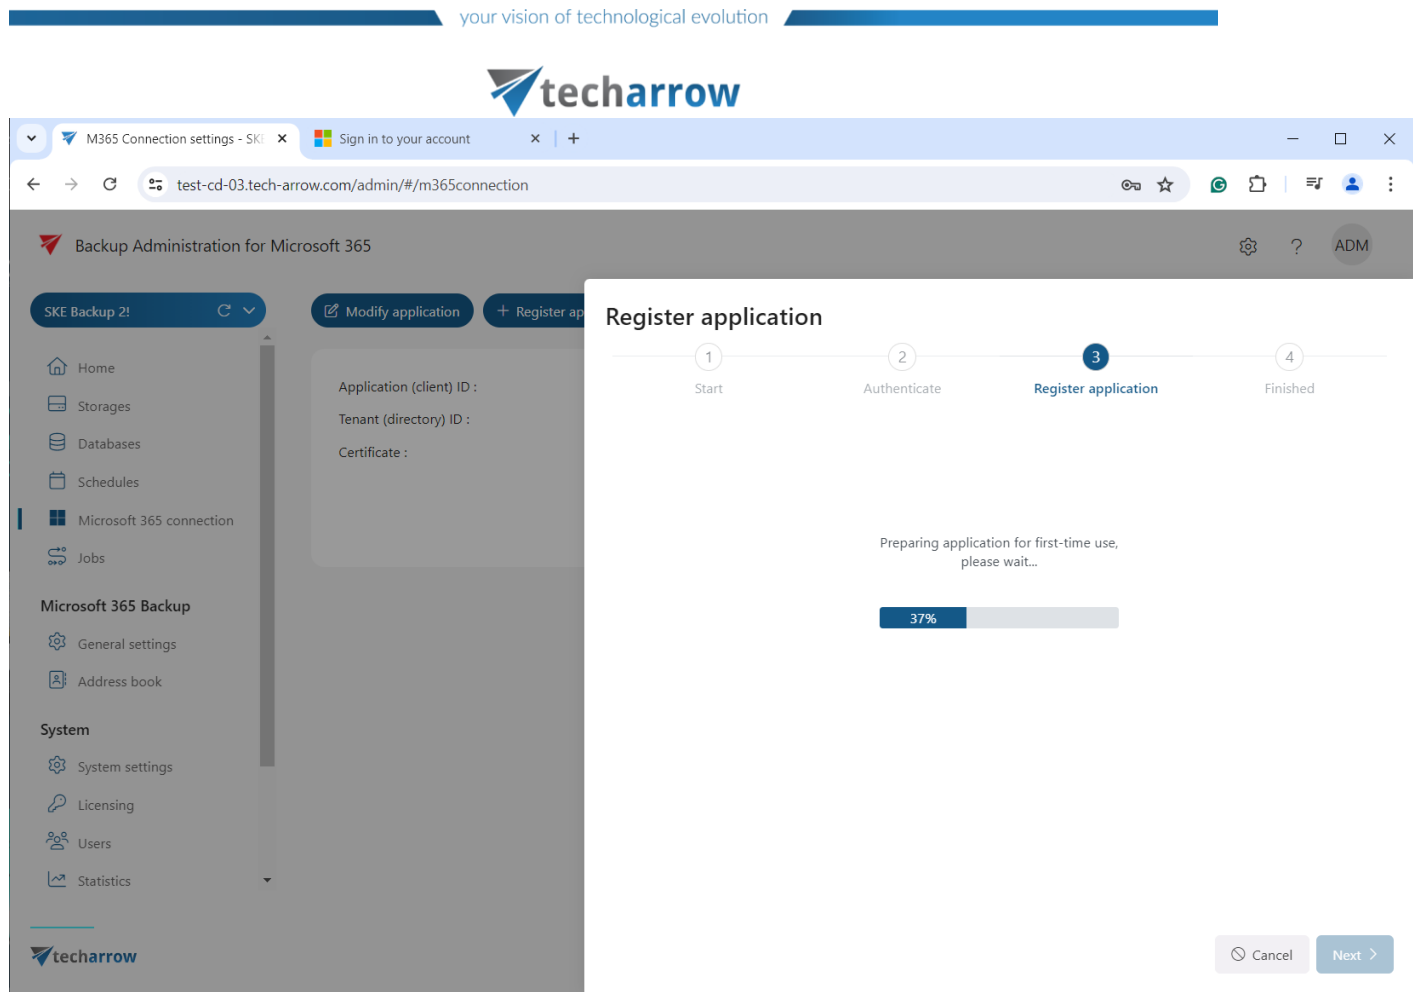 your vision of technological evolution
techarrow
M365 Connection settings - SKE
Sign in to your account
test-cd-03.tech-arrow.com/admin/#/m365connection
Backup Administration for Microsoft 365
ADM
SKE Backup 2!
Modify application
+ Register ap
Home
Storages
Databases
Schedules
Microsoft 365 connection
Jobs
Microsoft 365 Backup
General settings
Address book
System
System settings
Licensing
Users
Statistics
techarrow
Application (client) ID :
Tenant (directory) ID :
Certificate :
Register application
1
2
3
4
Start
Authenticate
Register application
Finished
Preparing application for first-time use,
please wait...
37%
Cancel
Next